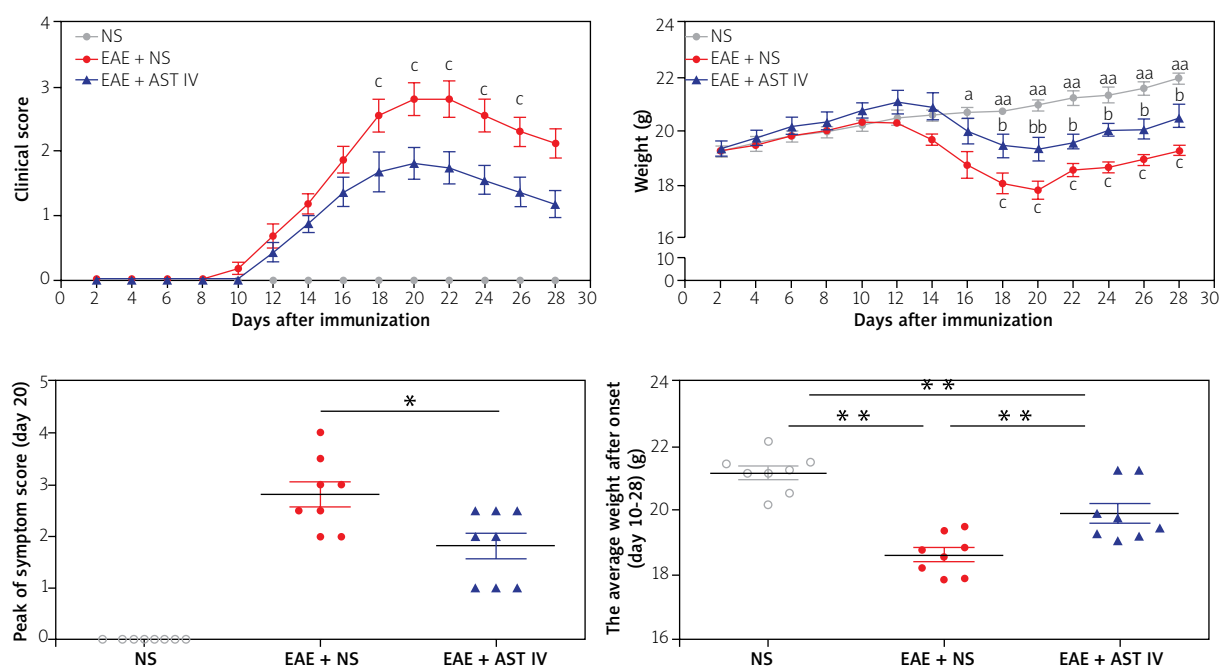 4
3
2
1
0
Clinical score
NS
EAE + NS
EAE + AST IV
c c c c c
0 2 4 6 8 10 12 14 16 18 20 22 24 26 28 30
Days after immunization
24
22
20
18
16
10
0
Weight (g)
NS
EAE + NS
EAE + AST IV
a aa aa aa aa aa aa
b bb b b b b
c c c c c c
0 2 4 6 8 10 12 14 16 18 20 22 24 26 28 30
Days after immunization
5
4
3
2
1
0
Peak of symptom score (day 20)
*
NS EAE + NS EAE + AST IV
24
22
20
18
16
The average weight after onset
(day 10-28) (g)
* *
* * * *
NS EAE + NS EAE + AST IV